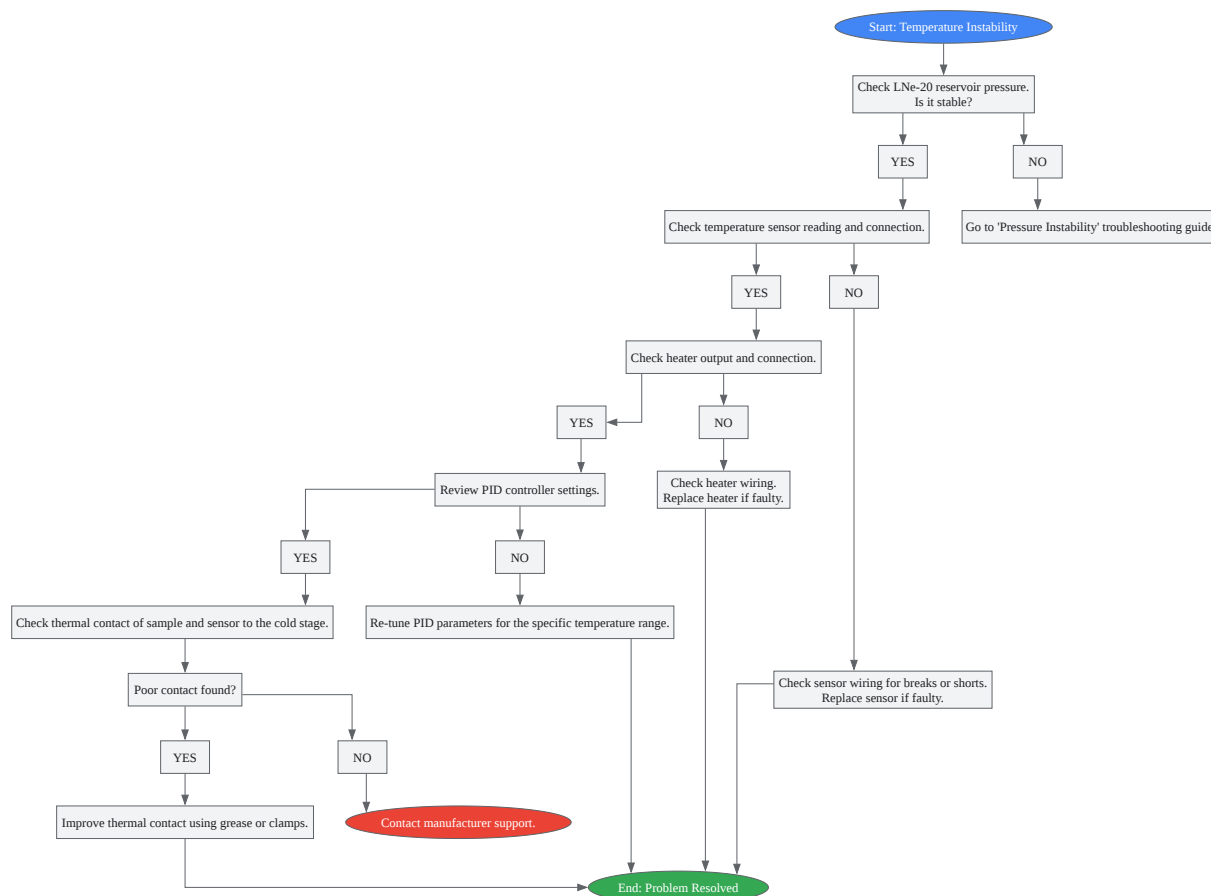 Start: Temperature Instability
Check LNe-20 reservoir pressure.
Is it stable?
YES
NO
Check temperature sensor reading and connection.
Go to 'Pressure Instability' troubleshooting guide
YES
NO
Check heater output and connection.
YES
NO
Review PID controller settings.
Check heater wiring.
Replace heater if faulty.
YES
NO
Check thermal contact of sample and sensor to the cold stage.
Re-tune PID parameters for the specific temperature range.
Poor contact found?
Check sensor wiring for breaks or shorts.
Replace sensor if faulty.
YES
NO
Improve thermal contact using grease or clamps.
Contact manufacturer support.
End: Problem Resolved